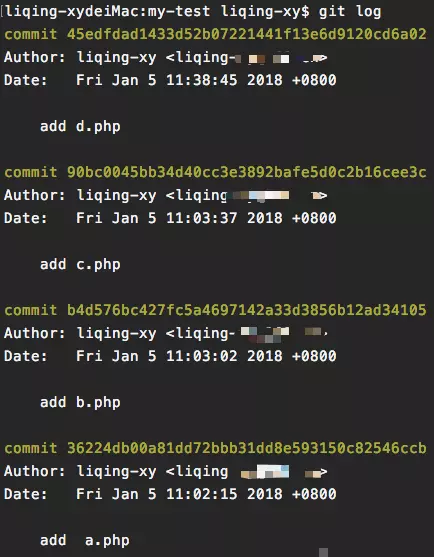 liqing-xydeiMac:my-test liqing-xy$ git log
commit 45edfdad1433d52b07221441f13e6d9120cd6a02
Author: liqing-xy <liqing- >
Date:   Fri Jan 5 11:38:45 2018 +0800
add d.php
commit 90bc0045bb34d40cc3e3892bafe5d0c2b16cee3c
Author: liqing-xy <liqing >
Date:   Fri Jan 5 11:03:37 2018 +0800
add c.php
commit b4d576bc427fc5a4697142a33d3856b12ad34105
Author: liqing-xy <liqing-
Date:   Fri Jan 5 11:03:02 2018 +0800
add b.php
commit 36224db00a81dd72bbb31dd8e593150c82546ccb
Author: liqing-xy <liqing >
Date:   Fri Jan 5 11:02:15 2018 +0800
add  a.php